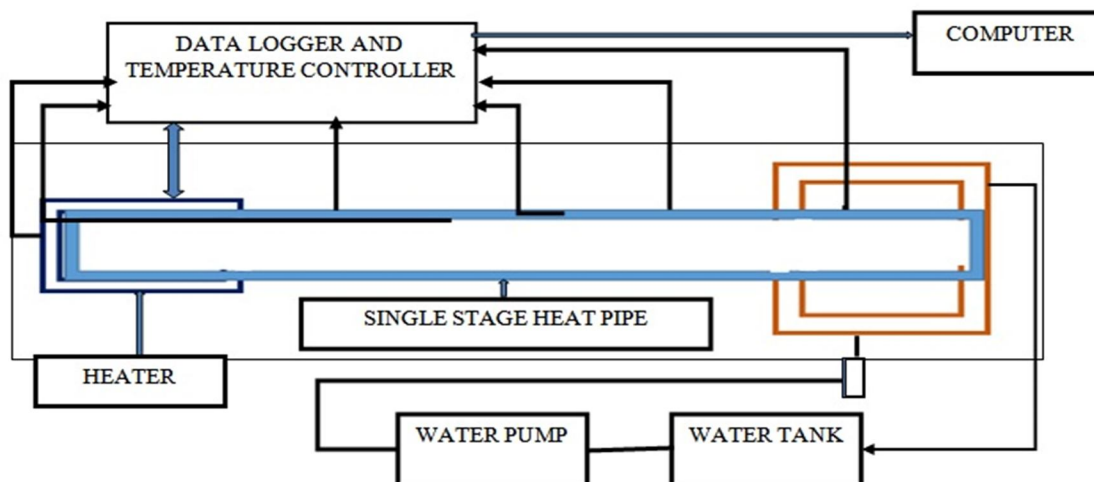 DATA LOGGER AND
TEMPERATURE CONTROLLER
COMPUTER
SINGLE STAGE HEAT PIPE
HEATER
WATER PUMP
WATER TANK